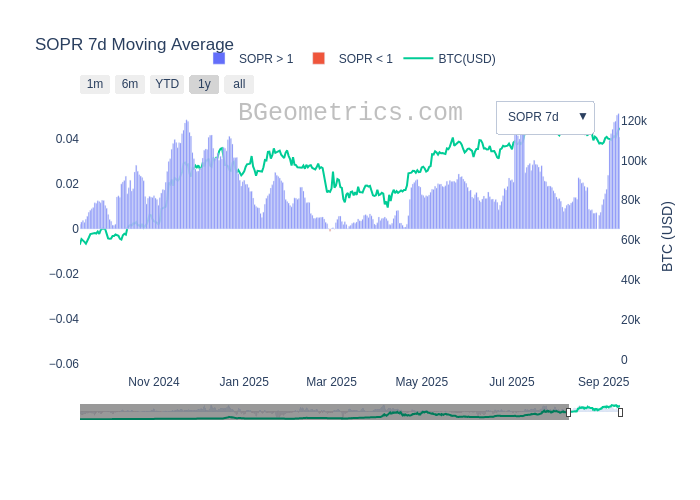 SOPR 7d Moving Average
SOPR > 1
SOPR < 1
BTC(USD)
1m
6m
YTD
1y
all
BGeometrics.com
SOPR 7d ▼
0.04
0.02
0
−0.02
−0.04
−0.06
120k
100k
80k
60k
40k
20k
0
BTC (USD)
Nov 2024
Jan 2025
Mar 2025
May 2025
Jul 2025
Sep 2025